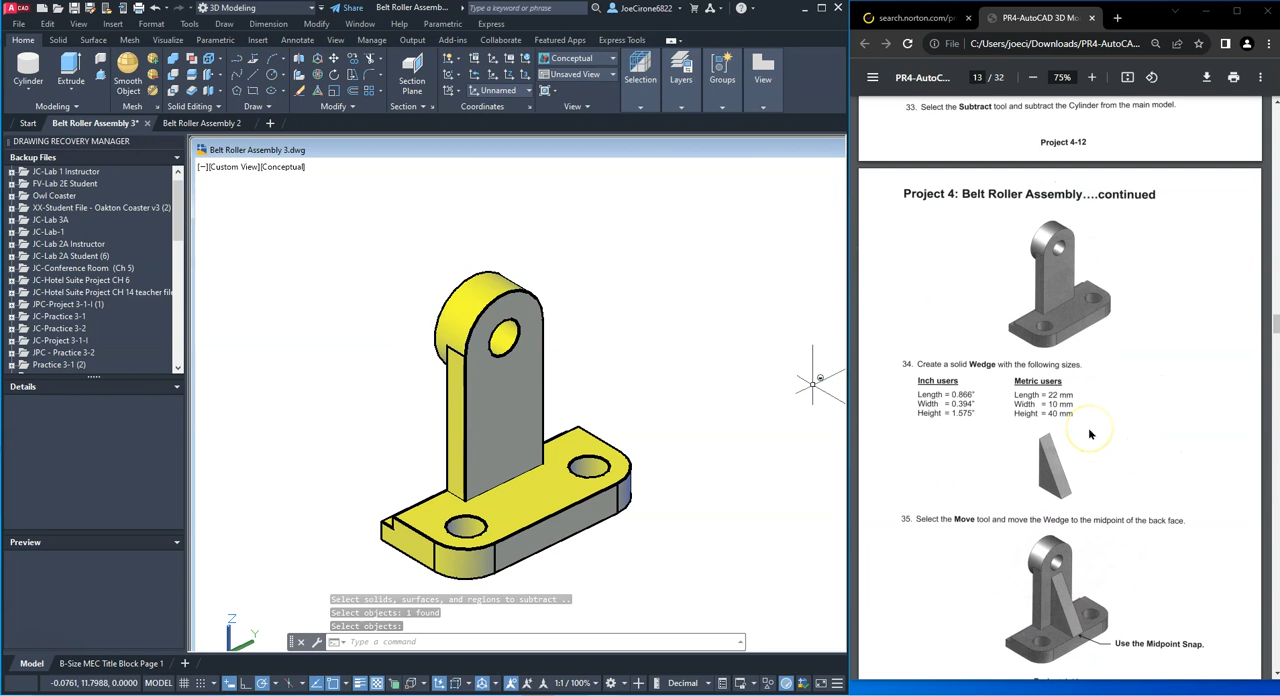 3D Modeling
Share
Belt Roller Assemb...
Type a keyword or phrase
JoeCirone6822
File
Edit
View
Insert
Format
Tools
Draw
Dimension
Modify
Parametric
Window
Help
Express
Home
Solid
Surface
Mesh
Visualize
Parametric
Insert
Annotate
View
Manage
Output
Add-ins
Collaborate
Featured Apps
Express Tools
Cylinder
Extrude
Smooth
Object
Section
Plane
Conceptual
Unsaved View
Unnamed
Selection
Layers
Groups
View
Modeling
Mesh
Solid Editing
Draw
Modify
Section
Coordinates
View
Start
Belt Roller Assembly 3*
Belt Roller Assembly 2
DRAWING RECOVERY MANAGER
Backup Files
JC-Lab 1 Instructor
FV-Lab 2E Student
Owl Coaster
XX-Student File - Oakton Coaster v3 (2)
JC-Lab 3A
JC-Lab-1
JC-Lab 2A Instructor
JC-Lab 2A Student (6)
JC-Conference Room (Ch 5)
JC-Hotel Suite Project CH 6
JC-Hotel Suite Project CH 14 teacher file
JPC-Project 3-1-I (1)
JC-Practice 3-1
JC-Practice 3-2
JC-Project 3-1-I
JPC - Practice 3-2
Practice 3-1 (2)
Details
Preview
Belt Roller Assembly 3.dwg
[−][Custom View][Conceptual]
Z
Y
Select solids, surfaces, and regions to subtract ..
Select objects: 1 found
Select objects:
Type a command
Model
B-Size MEC Title Block Page 1
-0.0761, 11.7988, 0.0000
MODEL
1:1 / 100%
Decimal
search.norton.com/p
PR4-AutoCAD 3D Mo
File
C:/Users/joeci/Downloads/PR4-AutoCA...
PR4-AutoC...
13 / 32
75%
33. Select the Subtract tool and subtract the Cylinder from the main model.
Project 4-12
Project 4: Belt Roller Assembly….continued
34. Create a solid Wedge with the following sizes.
Inch users
Metric users
Length = 0.866"
Length = 22 mm
Width = 0.394"
Width = 10 mm
Height = 1.575"
Height = 40 mm
35. Select the Move tool and move the Wedge to the midpoint of the back face.
Use the Midpoint Snap.